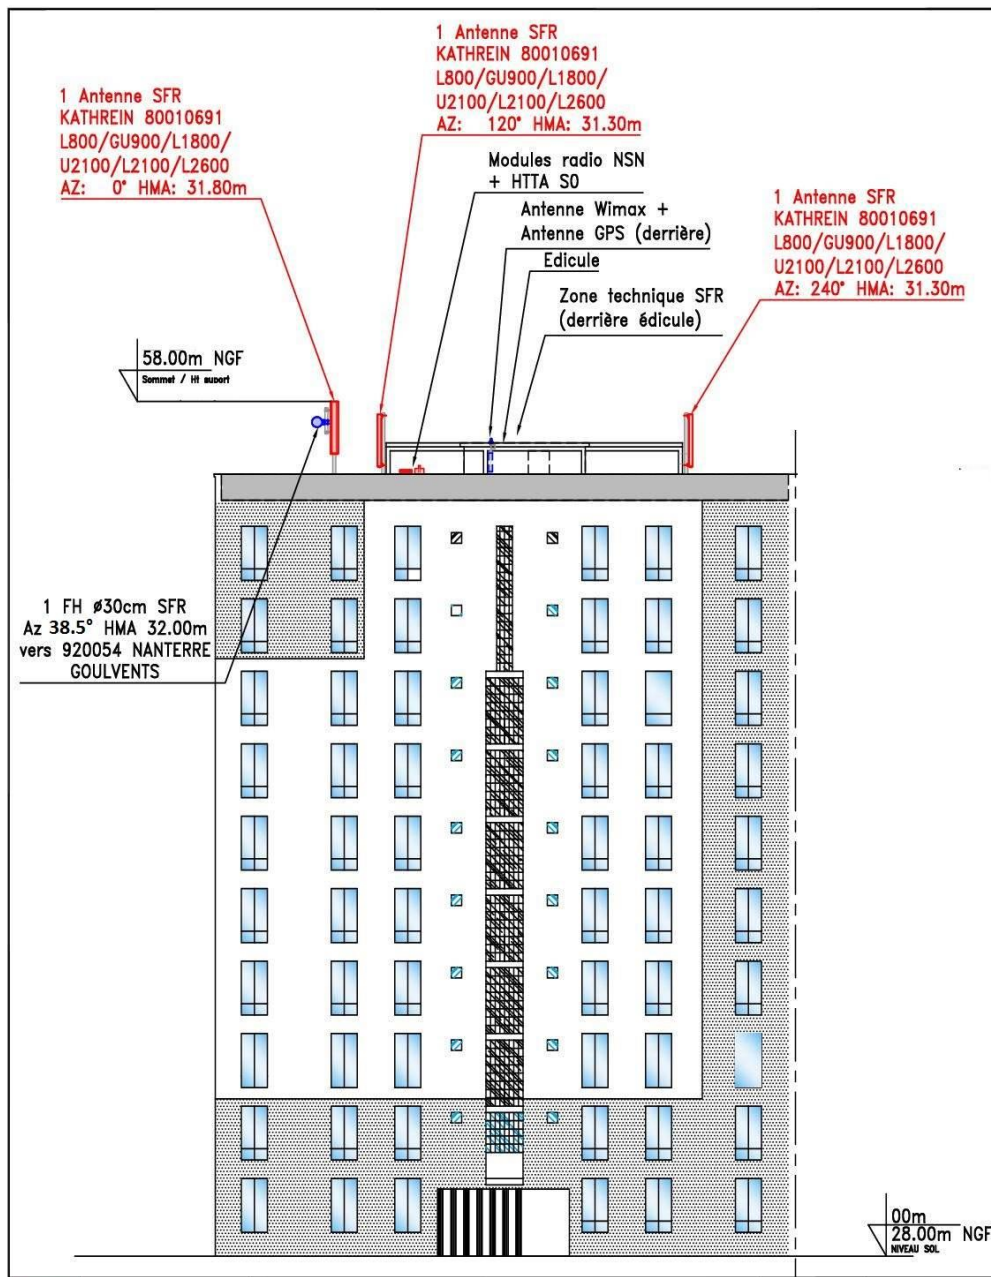 1 Antenne SFR
KATHREIN 80010691
L800/GU900/L1800/
U2100/L2100/L2600
AZ: 120° HMA: 31.30m
1 Antenne SFR
KATHREIN 80010691
L800/GU900/L1800/
U2100/L2100/L2600
AZ: 0° HMA: 31.80m
Modules radio NSN
+ HTTA S0
Antenne Wimax +
Antenne GPS (derrière)
Edicule
Zone technique SFR
(derrière édicule)
1 Antenne SFR
KATHREIN 80010691
L800/GU900/L1800/
U2100/L2100/L2600
AZ: 240° HMA: 31.30m
58.00m NGF
Sommet / Ht suport
1 FH ø30cm SFR
Az 38.5° HMA 32.00m
vers 920054 NANTERRE
GOULVENTS
00m
28.00m NGF
NIVEAU SOL